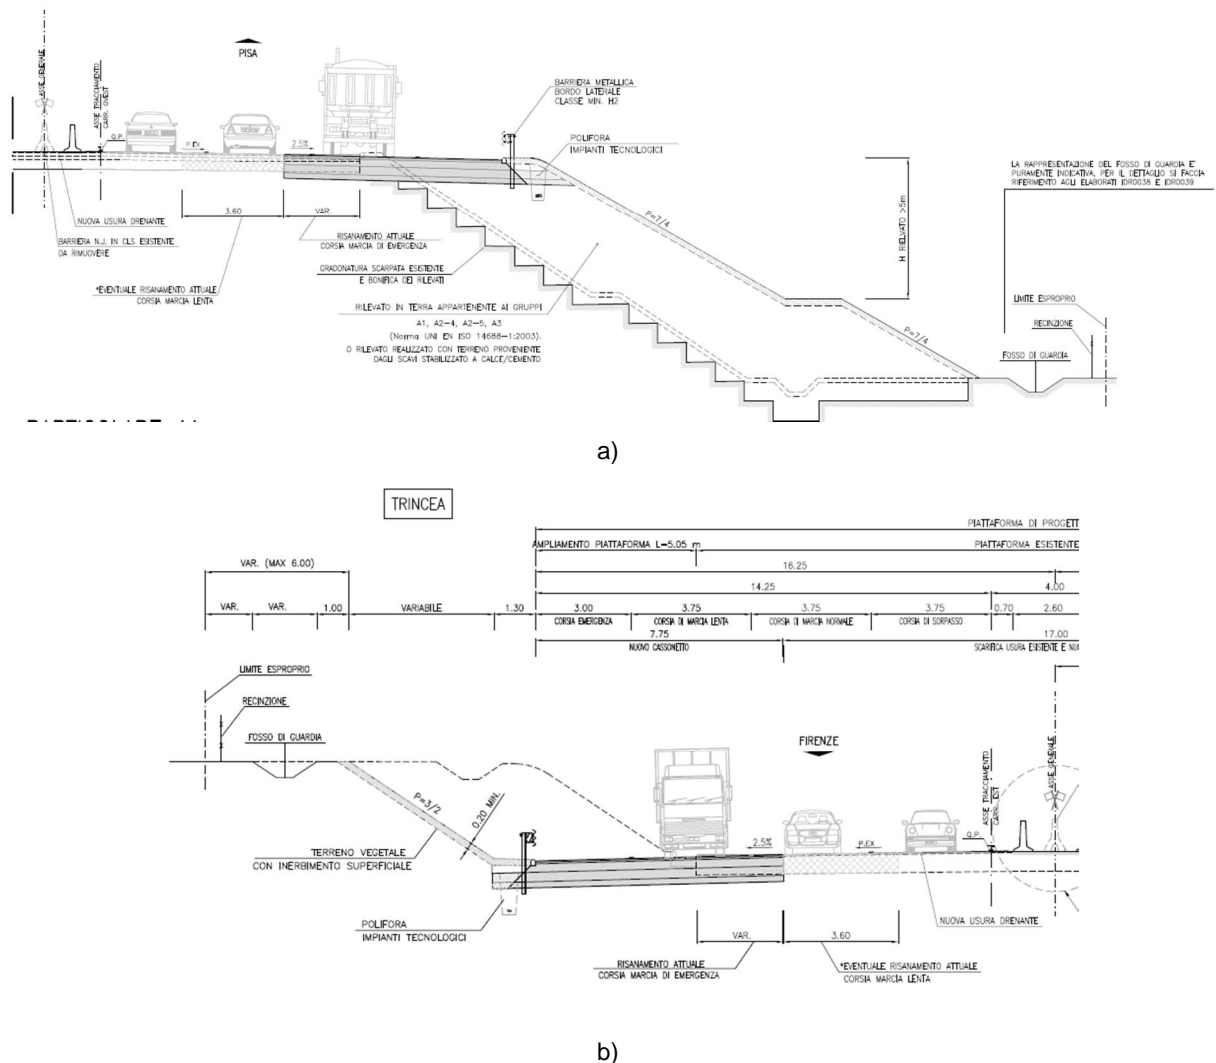 PISA
ASSE GENERALE
ASSE TRACCIAMENTO
CARR. OVEST
Q.P.
P.EX
2.5%
BARRIERA METALLICA
BORDO LATERALE
CLASSE MIN. H2
POLIFORA
IMPIANTI TECNOLOGICI
LA RAPPRESENTAZIONE DEL FOSSO DI GUARDIA E'
PURAMENTE INDICATIVA, PER IL DETTAGLIO SI FACCIA
RIFERIMENTO AGLI ELABORATI IDR0038 E IDR0039
P=7/4
H RIELVATO >5m
NUOVA USURA DRENANTE
3.60
VAR.
BARRIERA N.J. IN CLS ESISTENTE
DA RIMUOVERE
RISANAMENTO ATTUALE
CORSIA MARCIA DI EMERGENZA
GRADONATURA SCARPATA ESISTENTE
E BONIFICA DEI RILEVATI
*EVENTUALE RISANAMENTO ATTUALE
CORSIA MARCIA LENTA
RILEVATO IN TERRA APPARTENENTE AI GRUPPI
A1, A2-4, A2-5, A3
(Norma UNI EN ISO 14688-1:2003).
O RILEVATO REALIZZATO CON TERRENO PROVENIENTE
DAGLI SCAVI STABILIZZATO A CALCE/CEMENTO
LIMITE ESPROPRIO
RECINZIONE
P=7/4
FOSSO DI GUARDIA
a)
TRINCEA
PIATTAFORMA DI PROGETT
AMPLIAMENTO PIATTAFORMA L=5.05 m
PIATTAFORMA ESISTENTE
VAR. (MAX 6.00)
16.25
14.25
4.00
VAR.
VAR.
1.00
VARIABILE
1.30
3.00
3.75
3.75
3.75
0.70
2.60
CORSIA EMERGENZA
CORSIA DI MARCIA LENTA
CORSIA DI MARCIA NORMALE
CORSIA DI SORPASSO
7.75
17.00
NUOVO CASSONETTO
SCARIFICA USURA ESISTENTE E NUO
LIMITE ESPROPRIO
RECINZIONE
FOSSO DI GUARDIA
FIRENZE
ASSE TRACCIAMENTO
CARR. EST
ASSE GENERALE
P=3/2
0.20 MIN.
2.5%
P.EX
Q.P.
TERRENO VEGETALE
CON INERBIMENTO SUPERFICIALE
POLIFORA
IMPIANTI TECNOLOGICI
NUOVA USURA DRENANTE
VAR.
3.60
RISANAMENTO ATTUALE
CORSIA MARCIA DI EMERGENZA
*EVENTUALE RISANAMENTO ATTUALE
CORSIA MARCIA LENTA
b)